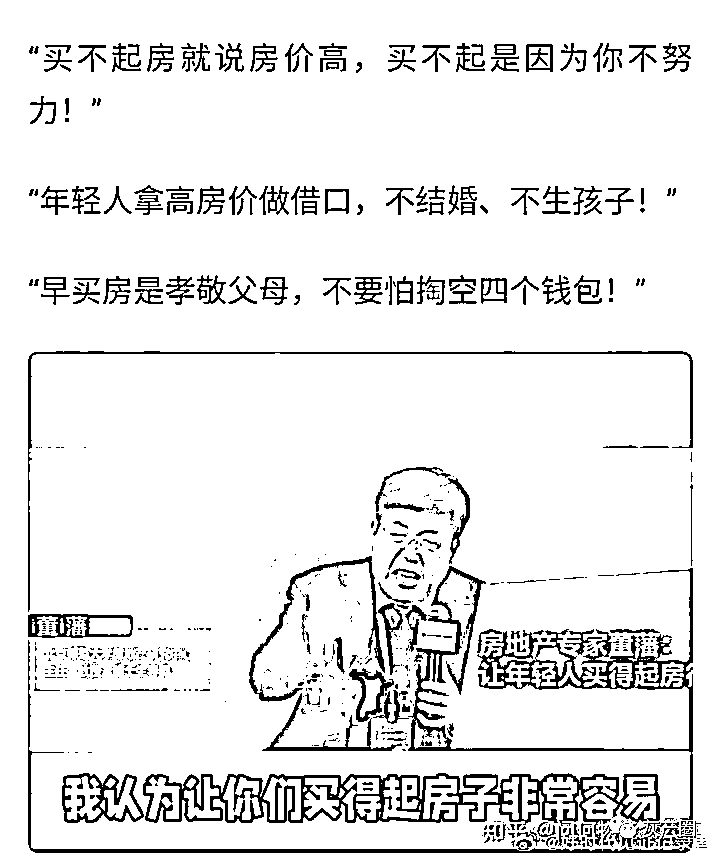 “买不起房就说房价高，买不起是因为你不努
力！”
“年轻人拿高房价做借口，不结婚、不生孩子！”
“早买房是孝敬父母，不要怕掏空四个钱包！”
董藩
房地产专家董藩：
让年轻人买得起房
我认为让你们买得起房子非常容易
知乎